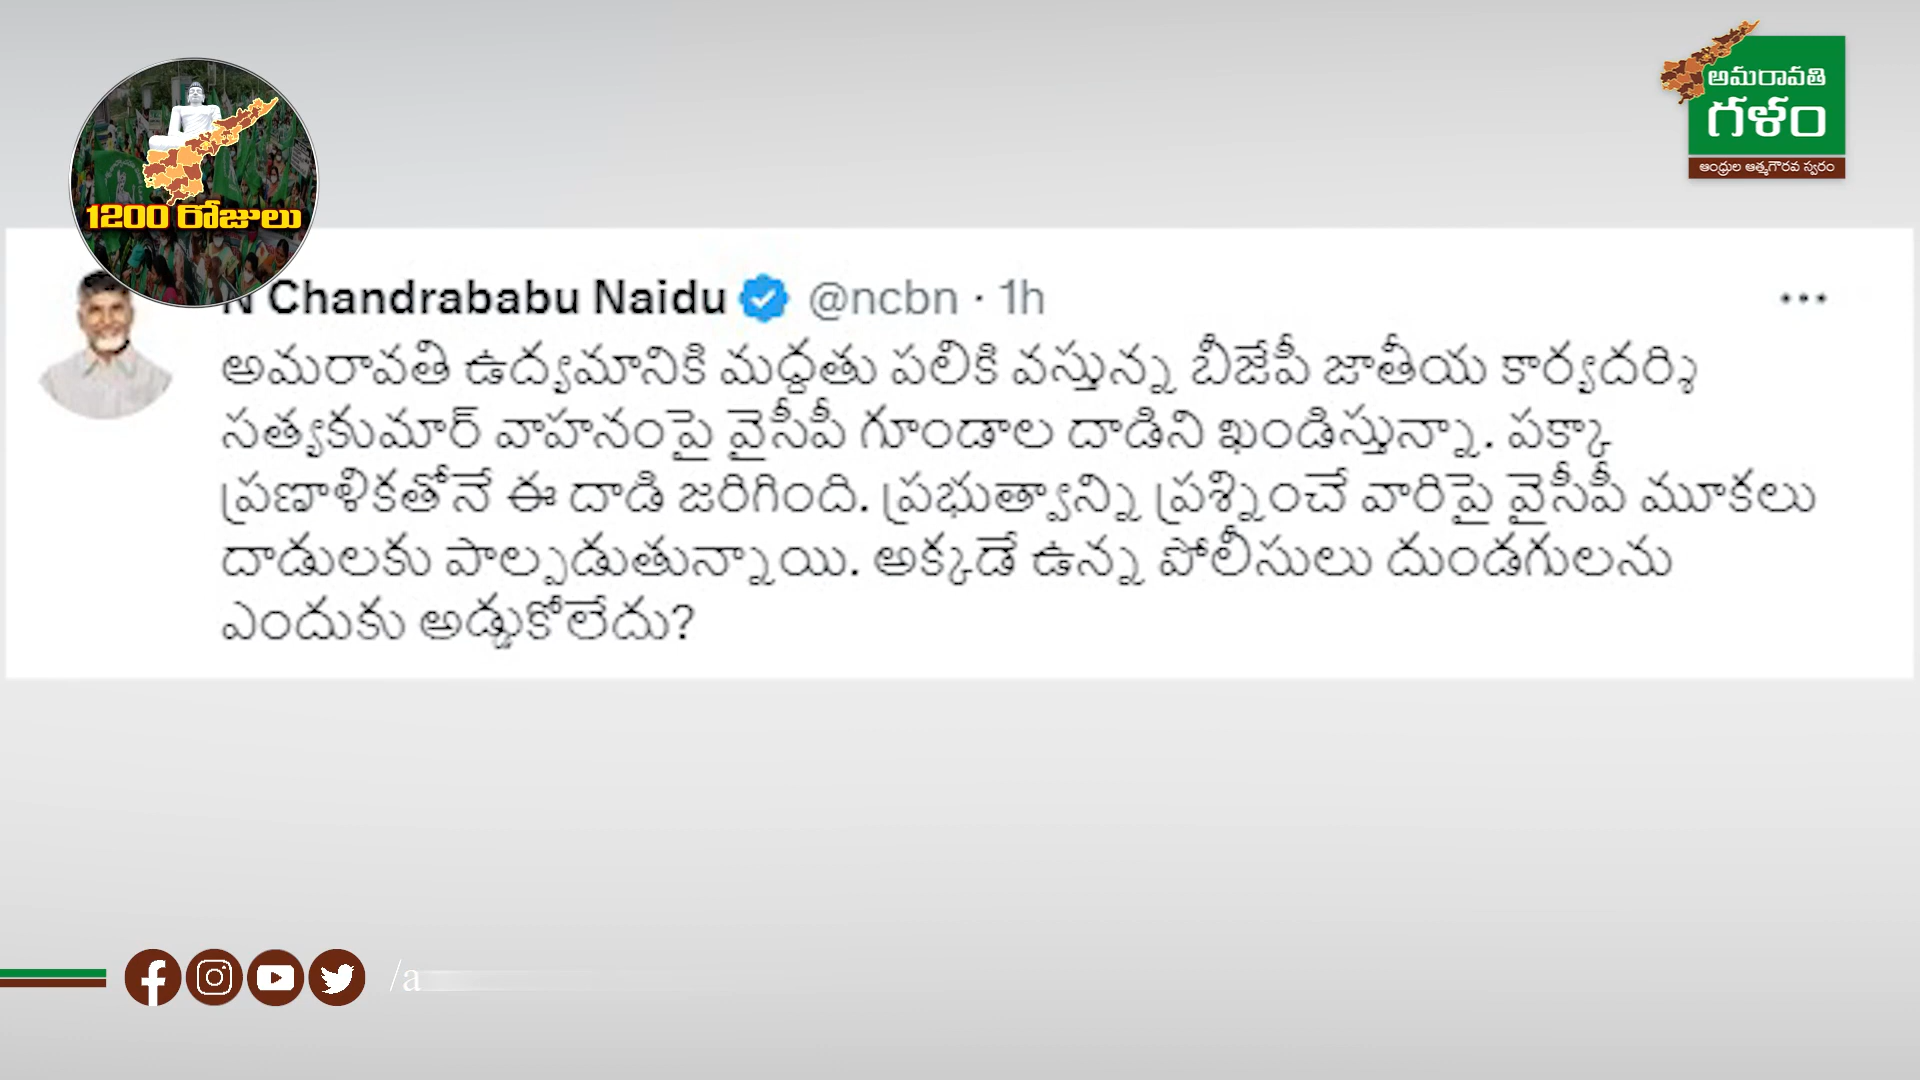 అమరావతి
గళం
ఆంధ్రుల ఆత్మగౌరవ స్వరం
1200 రోజులు
N Chandrababu Naidu @ncbn · 1h
అమరావతి ఉద్యమానికి మద్దతు పలికి వస్తున్న బీజేపీ జాతీయ కార్యదర్శి
సత్యకుమార్ వాహనంపై వైసీపీ గూండాల దాడిని ఖండిస్తున్నా. పక్కా
ప్రణాళికతోనే ఈ దాడి జరిగింది. ప్రభుత్వాన్ని ప్రశ్నించే వారిపై వైసీపీ మూకలు
దాడులకు పాల్పడుతున్నాయి. అక్కడే ఉన్న పోలీసులు దుండగులను
ఎందుకు అడ్డుకోలేదు?
/a